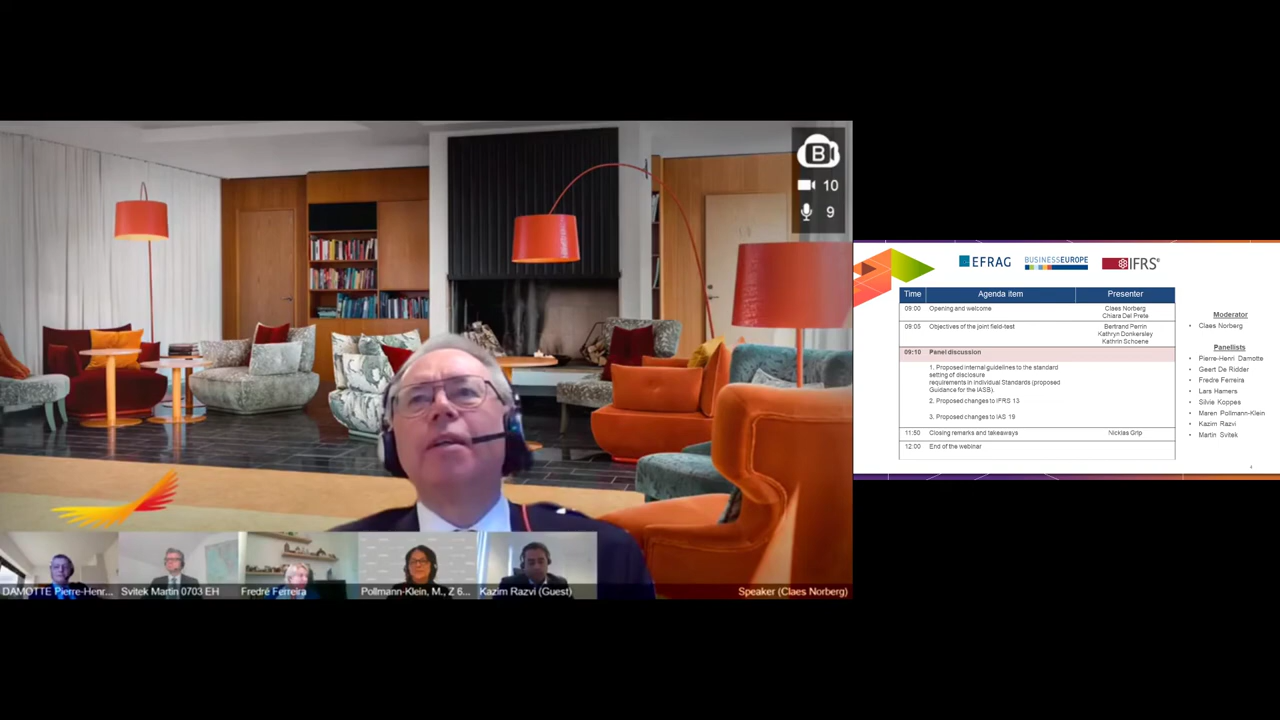 B
10
9
DAMOTTE Pierre-Henr...
Svitek Martin 0703 EH
Fredré Ferreira
Pollmann-Klein, M., Z 6...
Kazim Razvi (Guest)
Speaker (Claes Norberg)
EFRAG
BUSINESSEUROPE
IFRS®
Time Agenda item Presenter
09:00 Opening and welcome Claes Norberg
Chiara Del Prete
09:05 Objectives of the joint field-test Bertrand Perrin
Kathryn Donkersley
Kathrin Schoene
09:10 Panel discussion
1. Proposed internal guidelines to the standard
setting of disclosure
requirements in individual Standards (proposed
Guidance for the IASB).
2. Proposed changes to IFRS 13
3. Proposed changes to IAS 19
11:50 Closing remarks and takeaways Nicklas Grip
12:00 End of the webinar
Moderator
• Claes Norberg
Panellists
• Pierre-Henri Damotte
• Geert De Ridder
• Fredre Ferreira
• Lars Hamers
• Silvie Koppes
• Maren Pollmann-Klein
• Kazim Razvi
• Martin Svitek
4